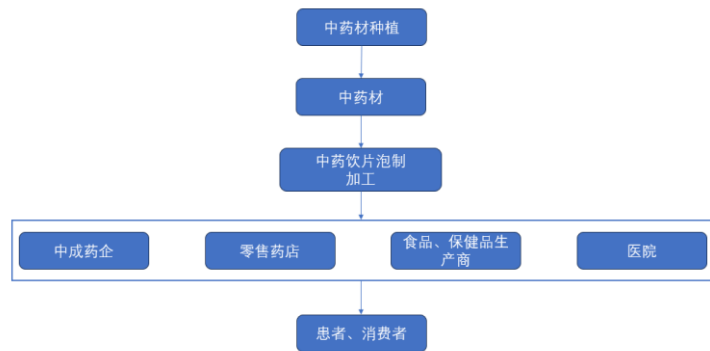 中药材种植
中药材
中药饮片泡制
加工
中成药企
零售药店
食品、保健品生
产商
医院
患者、消费者